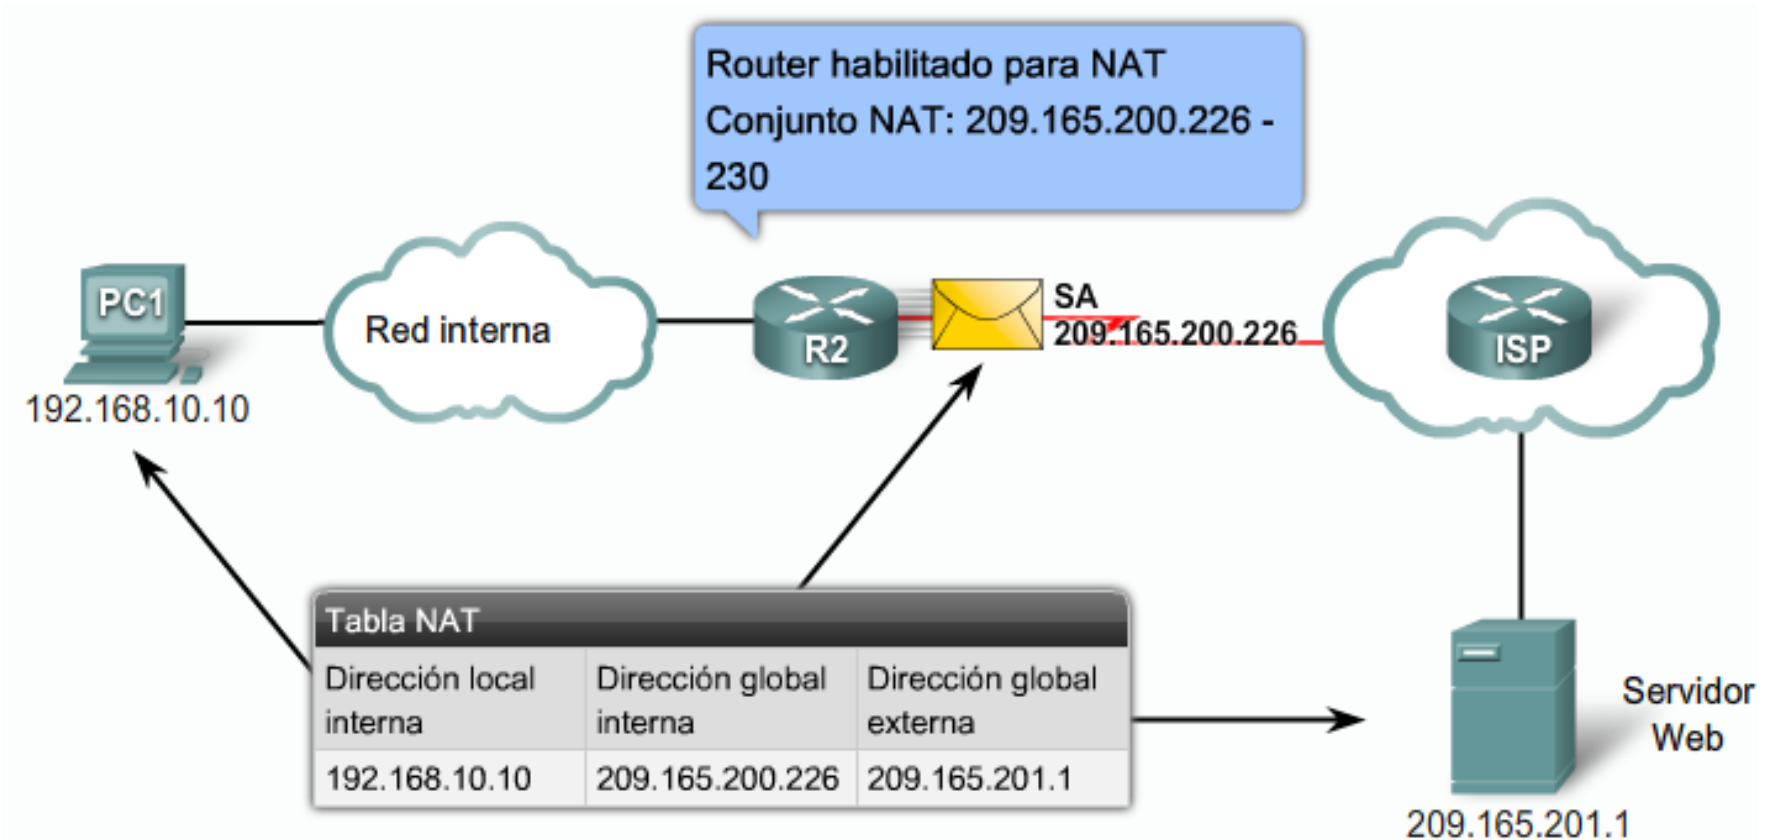 Router habilitado para NAT
Conjunto NAT: 209.165.200.226 -
230
PC1
192.168.10.10
Red interna
R2
SA
209.165.200.226
ISP
Tabla NAT
Dirección local
interna
Dirección global
interna
Dirección global
externa
192.168.10.10
209.165.200.226
209.165.201.1
Servidor
Web
209.165.201.1